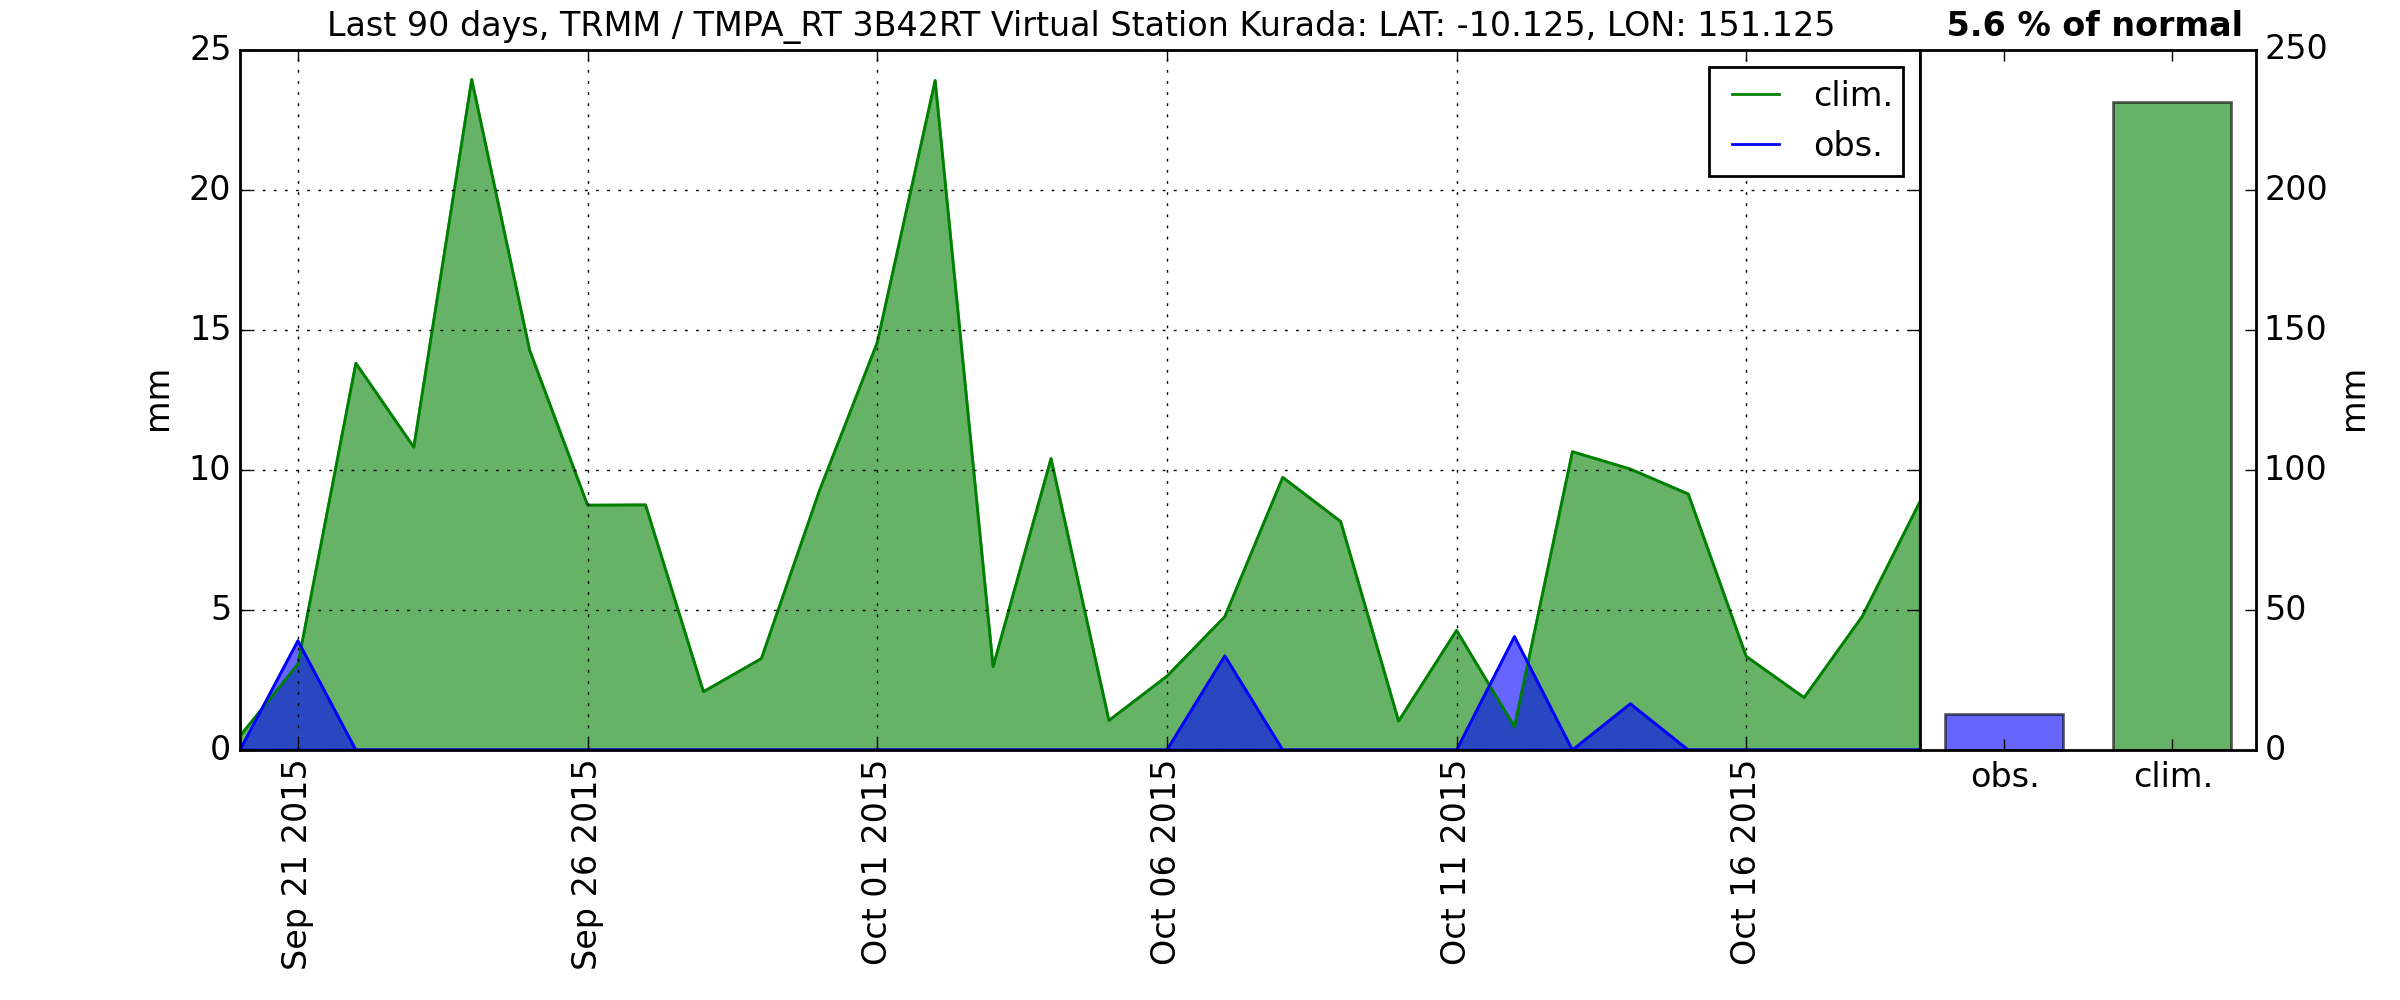 Last 90 days, TRMM / TMPA_RT 3B42RT Virtual Station Kurada: LAT: -10.125, LON: 151.125
5.6 % of normal
25
20
15
10
5
0
mm
clim.
obs.
Sep 21 2015
Sep 26 2015
Oct 01 2015
Oct 06 2015
Oct 11 2015
Oct 16 2015
obs.
clim.
250
200
150
100
50
0
mm